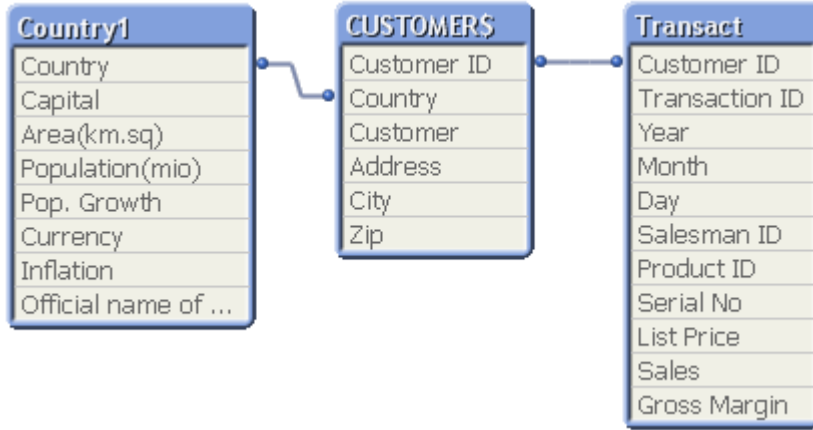 Country1
Country
Capital
Area(km.sq)
Population(mio)
Pop. Growth
Currency
Inflation
Official name of ...
CUSTOMER$
Customer ID
Country
Customer
Address
City
Zip
Transact
Customer ID
Transaction ID
Year
Month
Day
Salesman ID
Product ID
Serial No
List Price
Sales
Gross Margin